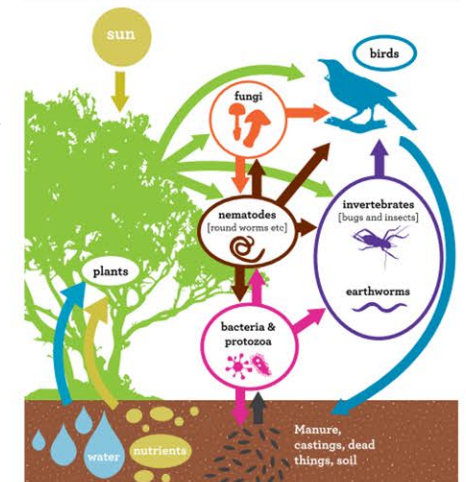 sun
birds
fungi
nematodes
[round worms etc]
invertebrates
[bugs and insects]
plants
earthworms
bacteria &
protozoa
Manure,
castings, dead
things, soil
water
nutrients